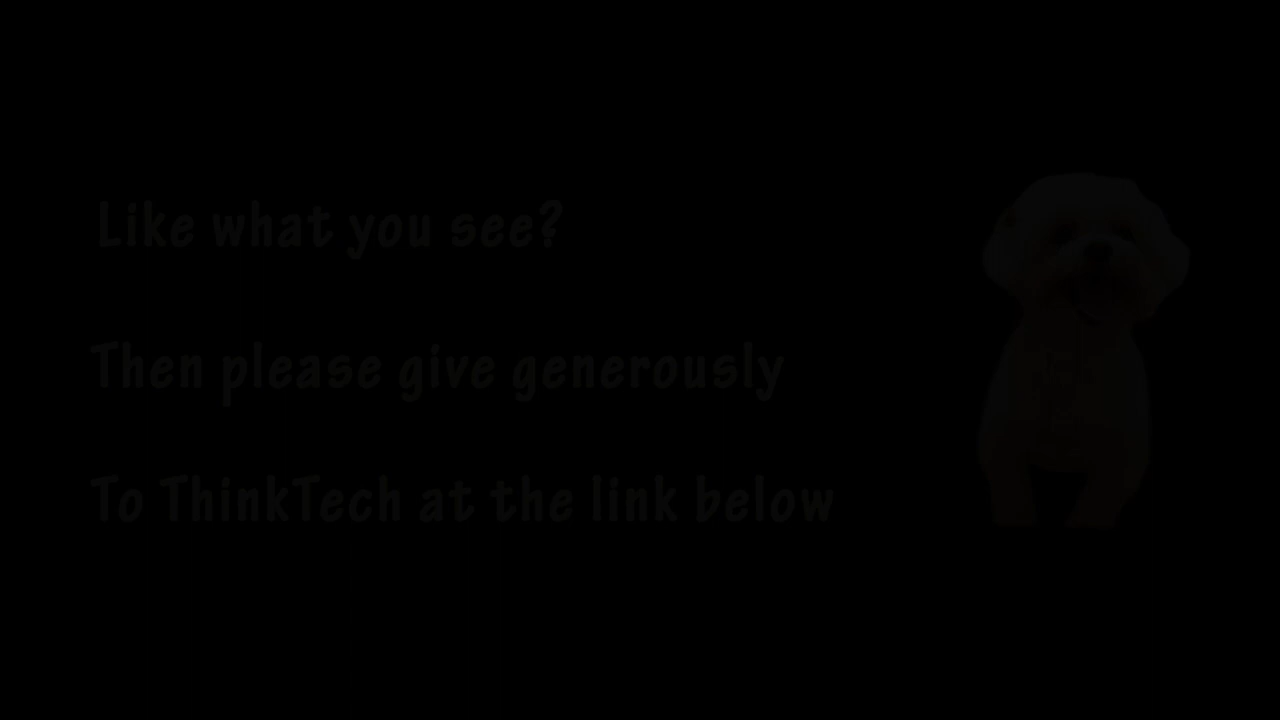 Like what you see?
Then please give generously
To ThinkTech at the link below